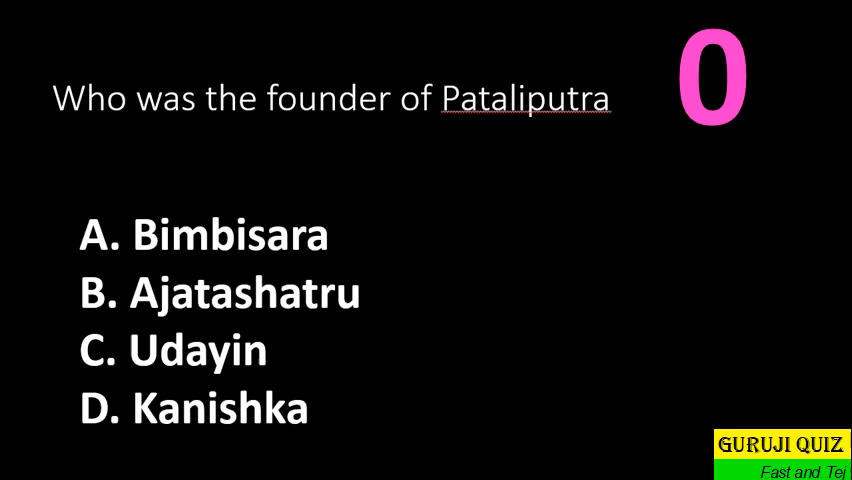 0
Who was the founder of Pataliputra
A. Bimbisara
B. Ajatashatru
C. Udayin
D. Kanishka
GURUJI QUIZ
Fast and Tej